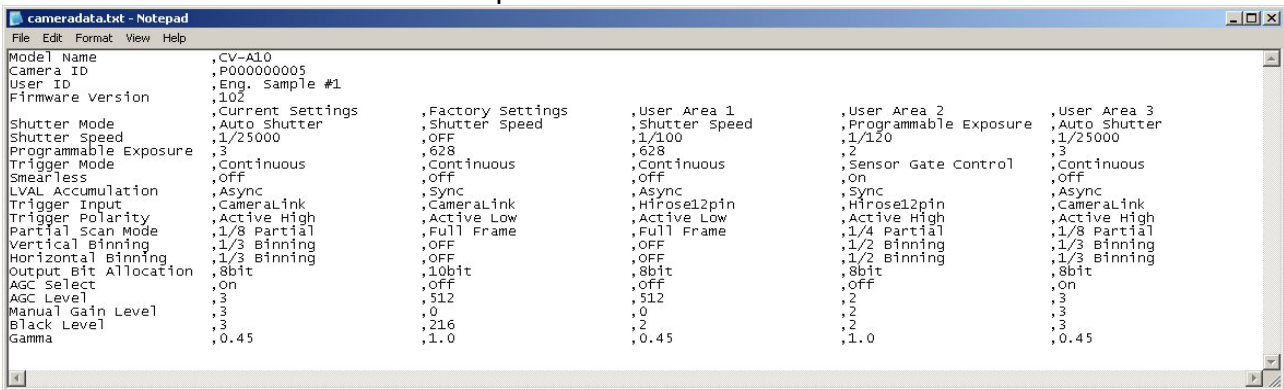 cameradata.txt - Notepad
File Edit Format View Help
Model Name ,CV-A10
Camera ID ,P000000005
User ID ,Eng. Sample #1
Firmware Version ,102
,Current Settings ,Factory Settings ,User Area 1 ,User Area 2 ,User Area 3
Shutter Mode ,Auto Shutter ,Shutter Speed ,Shutter Speed ,Programmable Exposure ,Auto Shutter
Shutter Speed ,1/25000 ,OFF ,1/100 ,1/120 ,1/25000
Programmable Exposure ,3 ,628 ,628 ,2 ,3
Trigger Mode ,Continuous ,Continuous ,Continuous ,Sensor Gate Control ,Continuous
Smearless ,off ,off ,off ,on ,off
LVAL Accumulation ,Async ,Sync ,Async ,Sync ,Async
Trigger Input ,CameraLink ,CameraLink ,Hirose12pin ,Hirose12pin ,CameraLink
Trigger Polarity ,Active High ,Active Low ,Active Low ,Active High ,Active High
Partial Scan Mode ,1/8 Partial ,Full Frame ,Full Frame ,1/4 Partial ,1/8 Partial
Vertical Binning ,1/3 Binning ,OFF ,OFF ,1/2 Binning ,1/3 Binning
Horizontal Binning ,1/3 Binning ,OFF ,OFF ,1/2 Binning ,1/3 Binning
Output Bit Allocation ,8bit ,10bit ,8bit ,8bit ,8bit
AGC Select ,on ,off ,off ,off ,on
AGC Level ,3 ,512 ,512 ,2 ,3
Manual Gain Level ,3 ,0 ,0 ,2 ,3
Black Level ,3 ,216 ,2 ,2 ,3
Gamma ,0.45 ,1.0 ,0.45 ,1.0 ,0.45